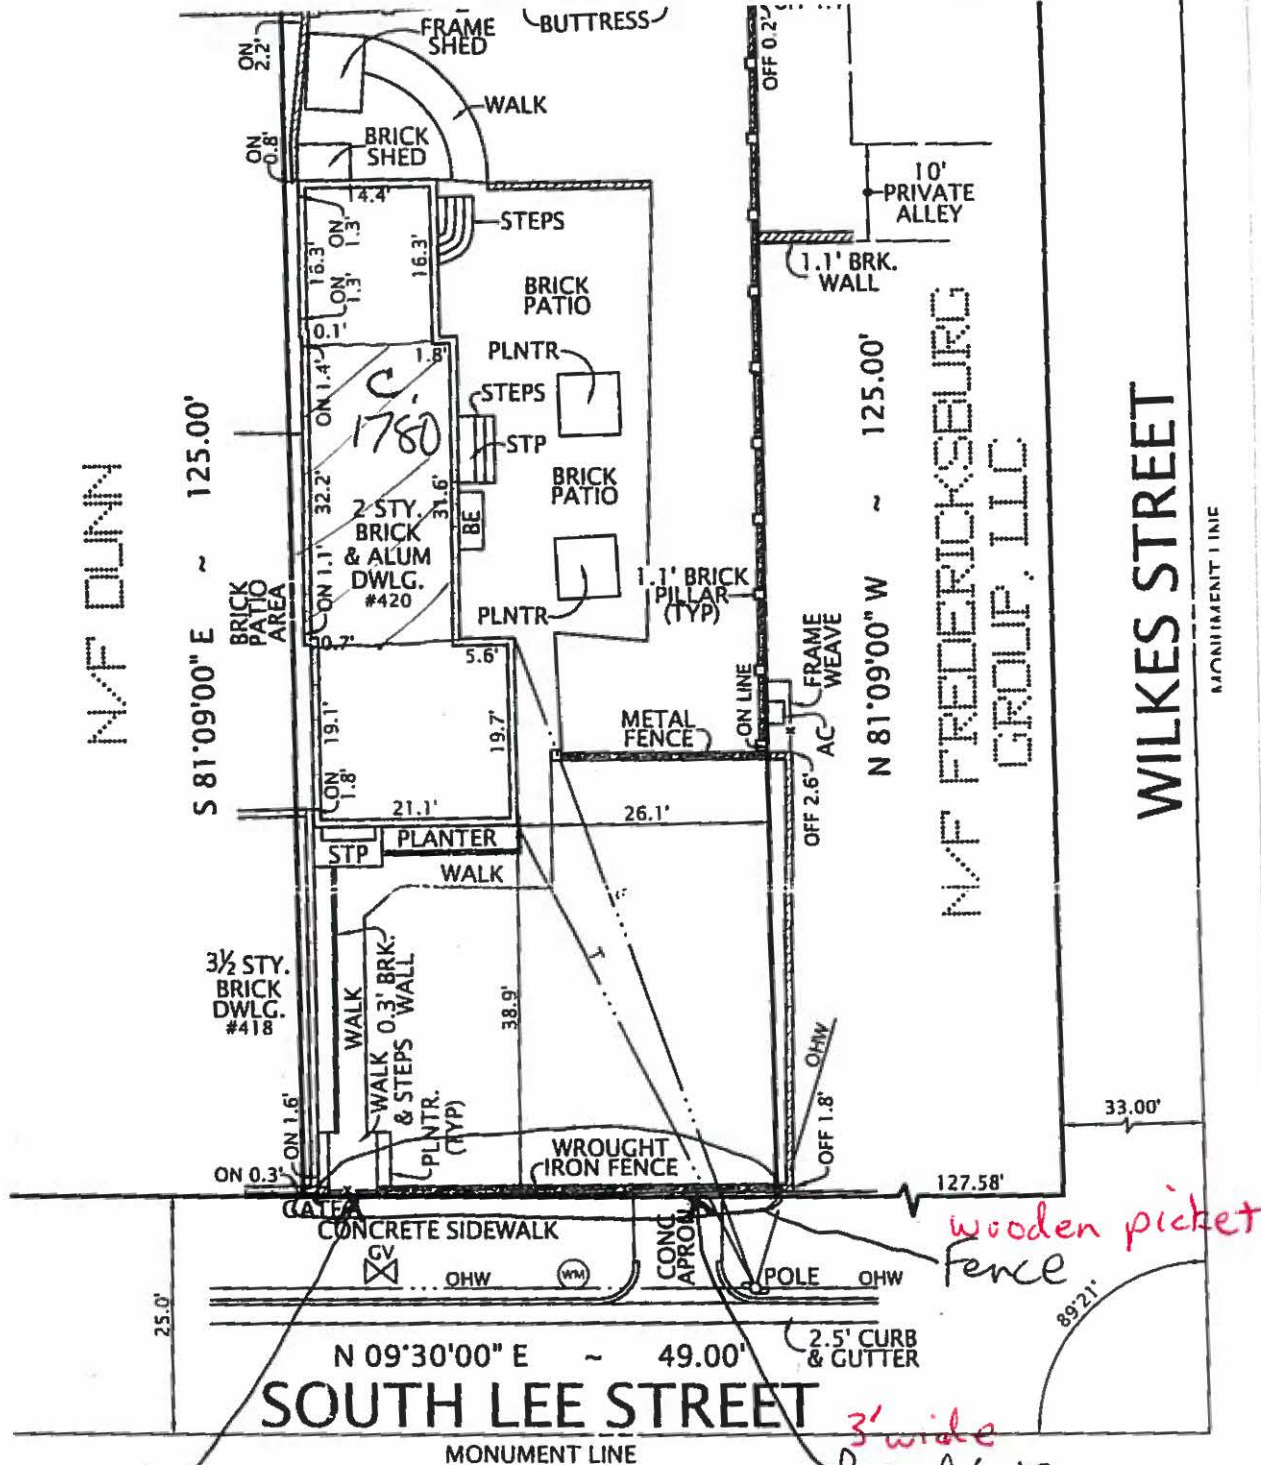 BUTTRESS
FRAME
SHED
ON
2.2'
OFF 0.2'
WALK
BRICK
SHED
ON
0.8'
10'
PRIVATE
ALLEY
14.4'
STEPS
ON
1.3'
16.3'
16.3'
ON
1.3'
BRICK
PATIO
1.1' BRK.
WALL
0.1'
1.8'
PLNTR
STEPS
ON 1.4'
C.
1780
STP
S 81°09'00" E ~ 125.00'
N/F DUNN
32.2'
31.6'
2 STY.
BRICK
& ALUM
DWLG.
#420
BE
BRICK
PATIO
N 81°09'00" W ~ 125.00'
N/F FREDERICKSBURG
GROUP, LLC
WILKES STREET
MONUMENT LINE
ON 1.1'
BRICK
PATIO
AREA
PLNTR
1.1' BRICK
PILLAR
(TYP)
0.7'
5.6'
FRAME
WEAVE
ON LINE
METAL
FENCE
AC
19.1'
19.7'
ON
1.8'
21.1'
26.1'
OFF 2.6'
STP
PLANTER
WALK
T
3½ STY.
BRICK
DWLG.
#418
WALK
WALK 0.3' BRK.
& STEPS WALL
PLNTR.
(TYP)
38.9'
OHW
ON 1.6'
OFF 1.8'
33.00'
WROUGHT
IRON FENCE
ON 0.3'
127.58'
GATE
CONCRETE SIDEWALK
CONC.
APRON
wooden picket
Fence
GV
OHW
WM
POLE
OHW
25.0'
89°21'
2.5' CURB
& GUTTER
N 09°30'00" E ~ 49.00'
SOUTH LEE STREET
MONUMENT LINE
3' wide